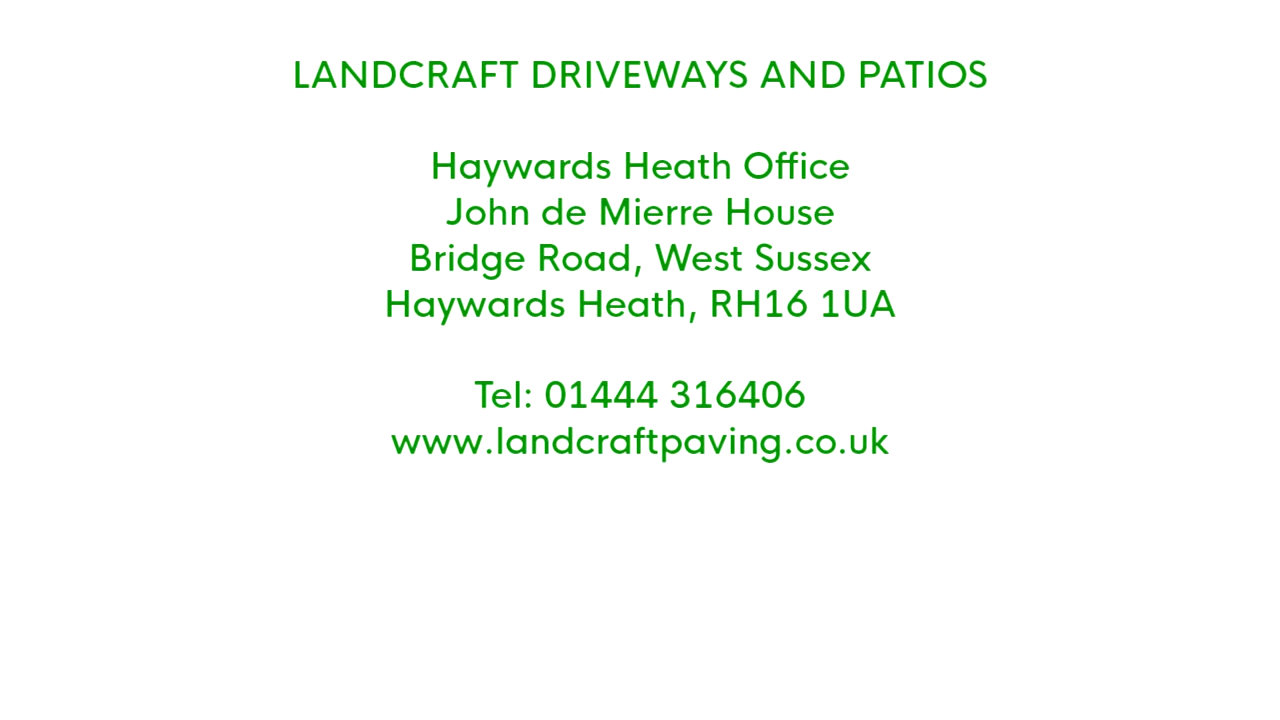 LANDCRAFT DRIVEWAYS AND PATIOS
Haywards Heath Office
John de Mierre House
Bridge Road, West Sussex
Haywards Heath, RH16 1UA
Tel: 01444 316406
www.landcraftpaving.co.uk